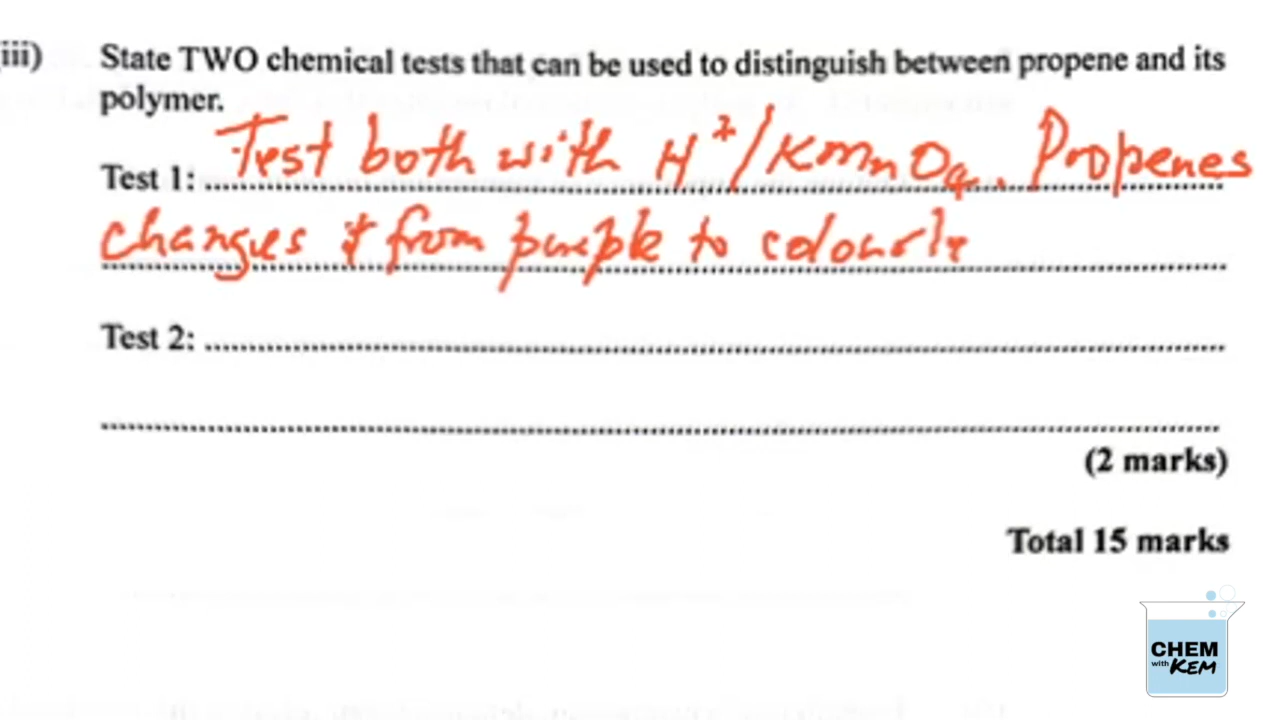 iii) State TWO chemical tests that can be used to distinguish between propene and its
polymer.
Test 1: Test both with H⁺/KMnO₄. Propenes
changes it from purple to colourle
Test 2:
(2 marks)
Total 15 marks
CHEM
with KEM